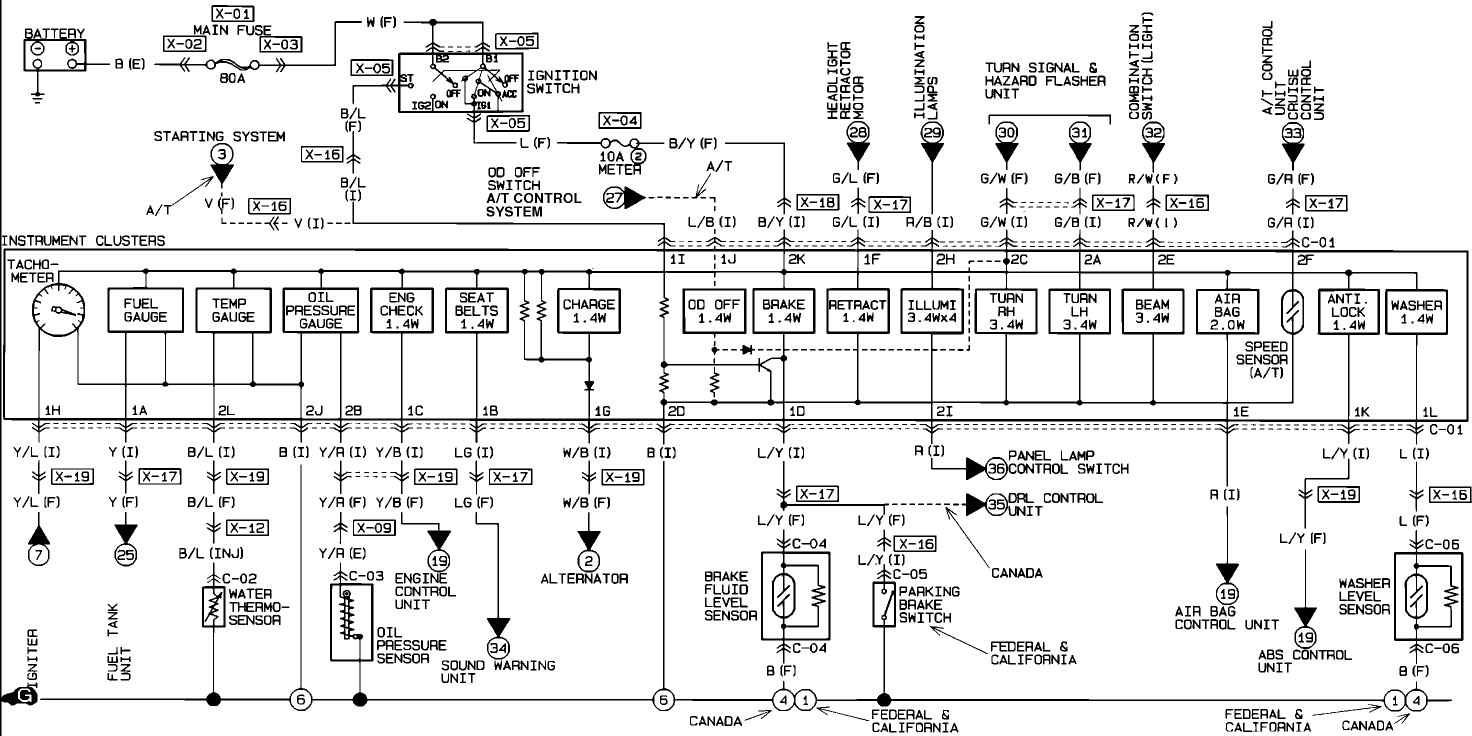 X-01
MAIN FUSE
BATTERY
X-02
X-03
B (E)
80A
W (F)
X-05
B2
B1
X-05
ST
OFF
OFF
ON
ACC
IG2
ON
IG1
IGNITION
SWITCH
X-05
B/L
(F)
X-16
B/L
(I)
STARTING SYSTEM
3
A/T
V (F)
X-16
V (I)
L (F)
X-04
10A 2
METER
B/Y (F)
OD OFF
SWITCH
A/T CONTROL
SYSTEM
27
A/T
HEADLIGHT
RETRACTOR
MOTOR
28
ILLUMINATION
LAMPS
29
TURN SIGNAL &
HAZARD FLASHER
UNIT
30
31
COMBINATION
SWITCH (LIGHT)
32
A/T CONTROL
UNIT
CRUISE
CONTROL
UNIT
33
G/L (F)
G/W (F)
G/B (F)
R/W (F)
G/R (F)
X-18
X-17
X-17
X-16
X-17
L/B (I)
B/Y (I)
G/L (I)
R/B (I)
G/W (I)
G/B (I)
R/W (I)
G/R (I)
C-01
INSTRUMENT CLUSTERS
1I
1J
2K
1F
2H
2C
2A
2E
2F
TACHO-
METER
FUEL
GAUGE
TEMP
GAUGE
OIL
PRESSURE
GAUGE
ENG
CHECK
1.4W
SEAT
BELTS
1.4W
CHARGE
1.4W
OD OFF
1.4W
BRAKE
1.4W
RETRACT
1.4W
ILLUMI
3.4Wx4
TURN
RH
3.4W
TURN
LH
3.4W
BEAM
3.4W
AIR
BAG
2.0W
SPEED
SENSOR
(A/T)
ANTI.
LOCK
1.4W
WASHER
1.4W
1H
1A
2L
2J
2B
1C
1B
1G
2D
1D
2I
1E
1K
1L
C-01
Y/L (I)
Y (I)
B/L (I)
B (I)
Y/R (I)
Y/B (I)
LG (I)
W/B (I)
B (I)
L/Y (I)
R (I)
L/Y (I)
L (I)
X-19
X-17
X-19
X-19
X-17
X-19
Y/L (F)
Y (F)
B/L (F)
Y/R (F)
Y/B (F)
LG (F)
W/B (F)
36
PANEL LAMP
CONTROL SWITCH
X-17
35
DRL CONTROL
UNIT
R (I)
X-19
X-16
7
25
X-12
X-09
19
2
ALTERNATOR
B/L (INJ)
Y/R (E)
ENGINE
CONTROL
UNIT
L/Y (F)
L/Y (F)
X-16
L/Y (I)
CANADA
L/Y (F)
L (F)
C-04
C-05
C-06
C-02
WATER
THERMO-
SENSOR
C-03
OIL
PRESSURE
SENSOR
34
SOUND WARNING
UNIT
BRAKE
FLUID
LEVEL
SENSOR
C-04
PARKING
BRAKE
SWITCH
FEDERAL &
CALIFORNIA
19
AIR BAG
CONTROL UNIT
19
ABS CONTROL
UNIT
WASHER
LEVEL
SENSOR
C-06
IGNITER
FUEL TANK
UNIT
B (F)
B (F)
G
6
6
4
1
1
4
CANADA
FEDERAL &
CALIFORNIA
FEDERAL &
CALIFORNIA
CANADA